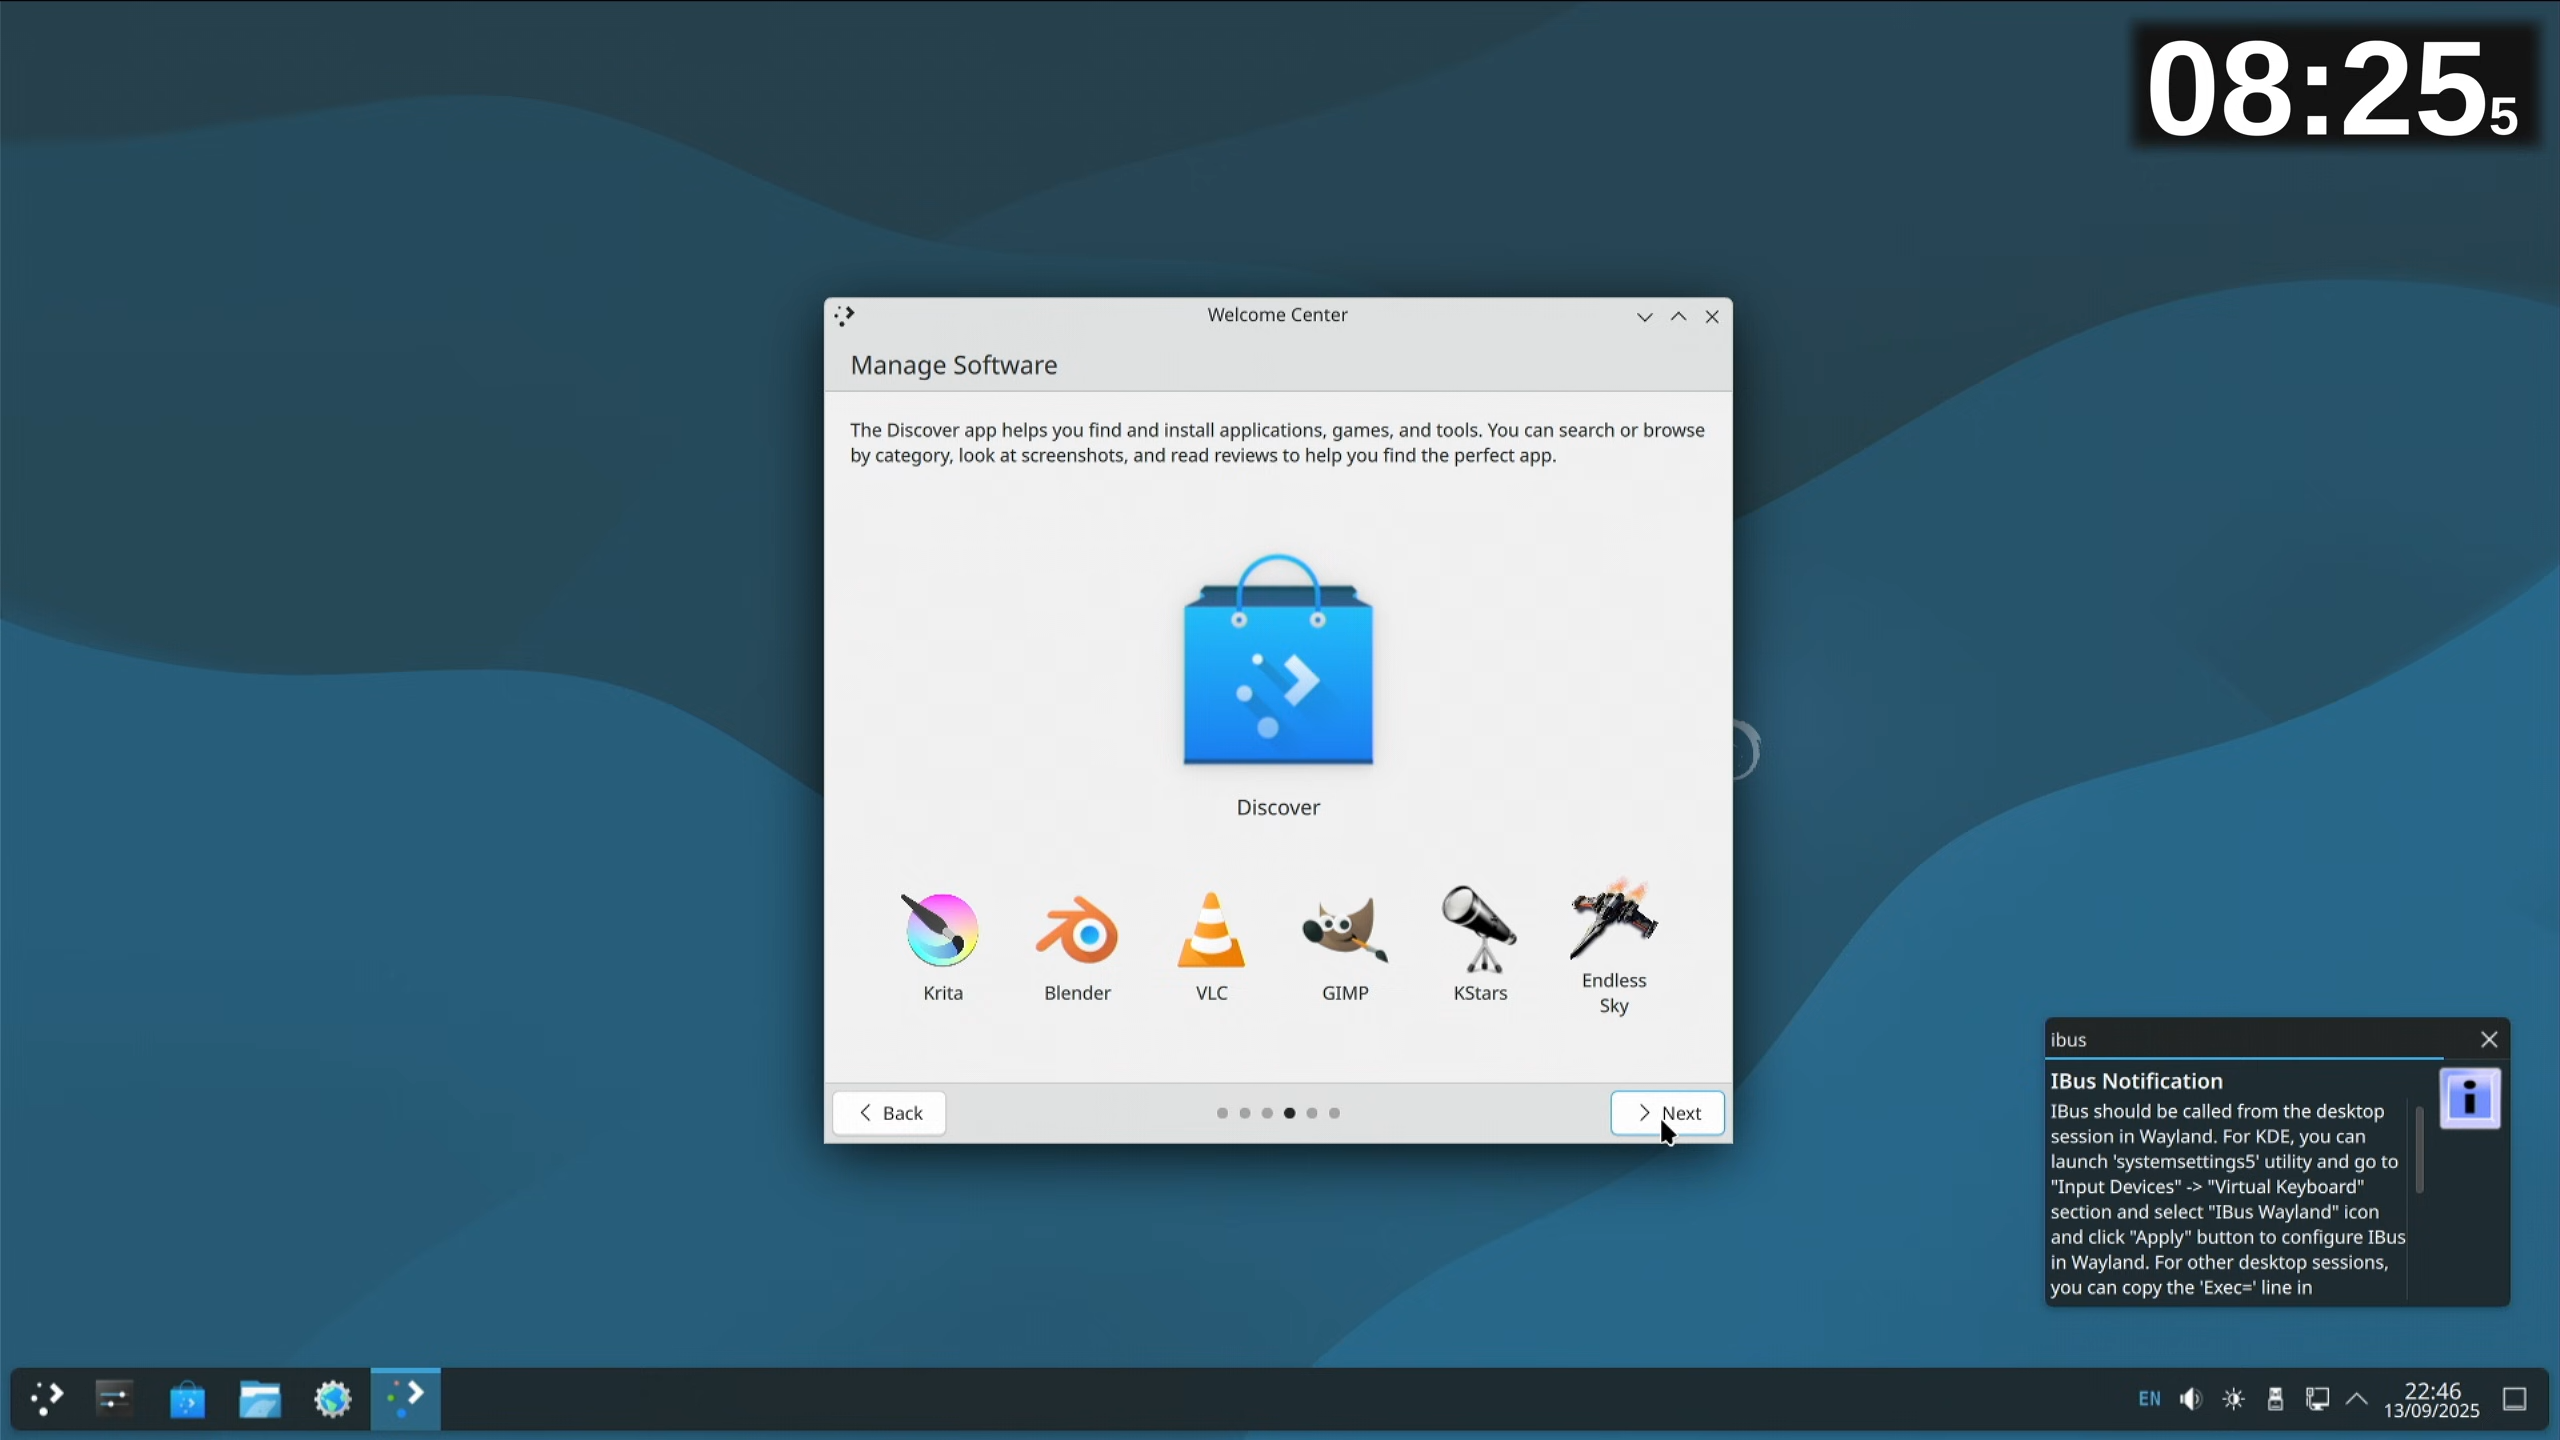 08:25 5
Welcome Center
Manage Software
The Discover app helps you find and install applications, games, and tools. You can search or browse
by category, look at screenshots, and read reviews to help you find the perfect app.
Discover
Krita
Blender
VLC
GIMP
KStars
Endless
Sky
Back
Next
ibus
IBus Notification
IBus should be called from the desktop
session in Wayland. For KDE, you can
launch 'systemsettings5' utility and go to
"Input Devices" -> "Virtual Keyboard"
section and select "IBus Wayland" icon
and click "Apply" button to configure IBus
in Wayland. For other desktop sessions,
you can copy the 'Exec=' line in
EN
22:46
13/09/2025